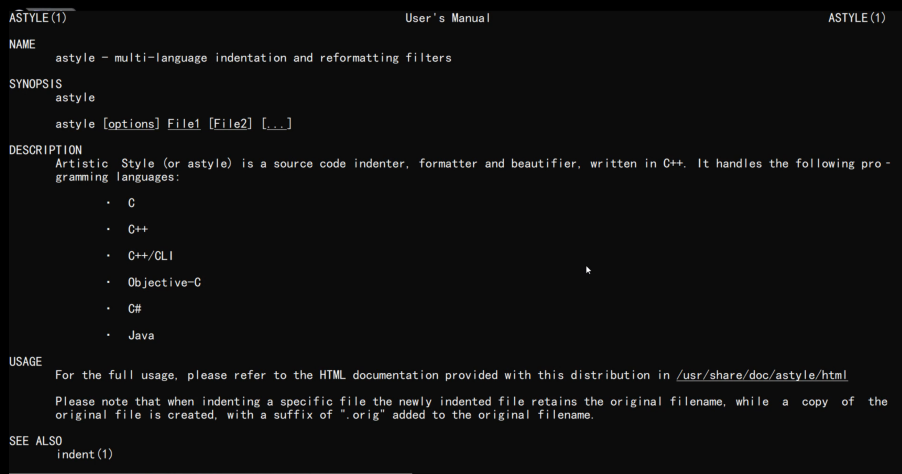 ASTYLE(1) User's Manual ASTYLE(1)
NAME
astyle - multi-language indentation and reformatting filters
SYNOPSIS
astyle
astyle [options] File1 [File2] [...]
DESCRIPTION
Artistic Style (or astyle) is a source code indenter, formatter and beautifier, written in C++. It handles the following pro‐
gramming languages:
· C
· C++
· C++/CLI
· Objective-C
· C#
· Java
USAGE
For the full usage, please refer to the HTML documentation provided with this distribution in /usr/share/doc/astyle/html
Please note that when indenting a specific file the newly indented file retains the original filename, while a copy of the
original file is created, with a suffix of ".orig" added to the original filename.
SEE ALSO
indent(1)